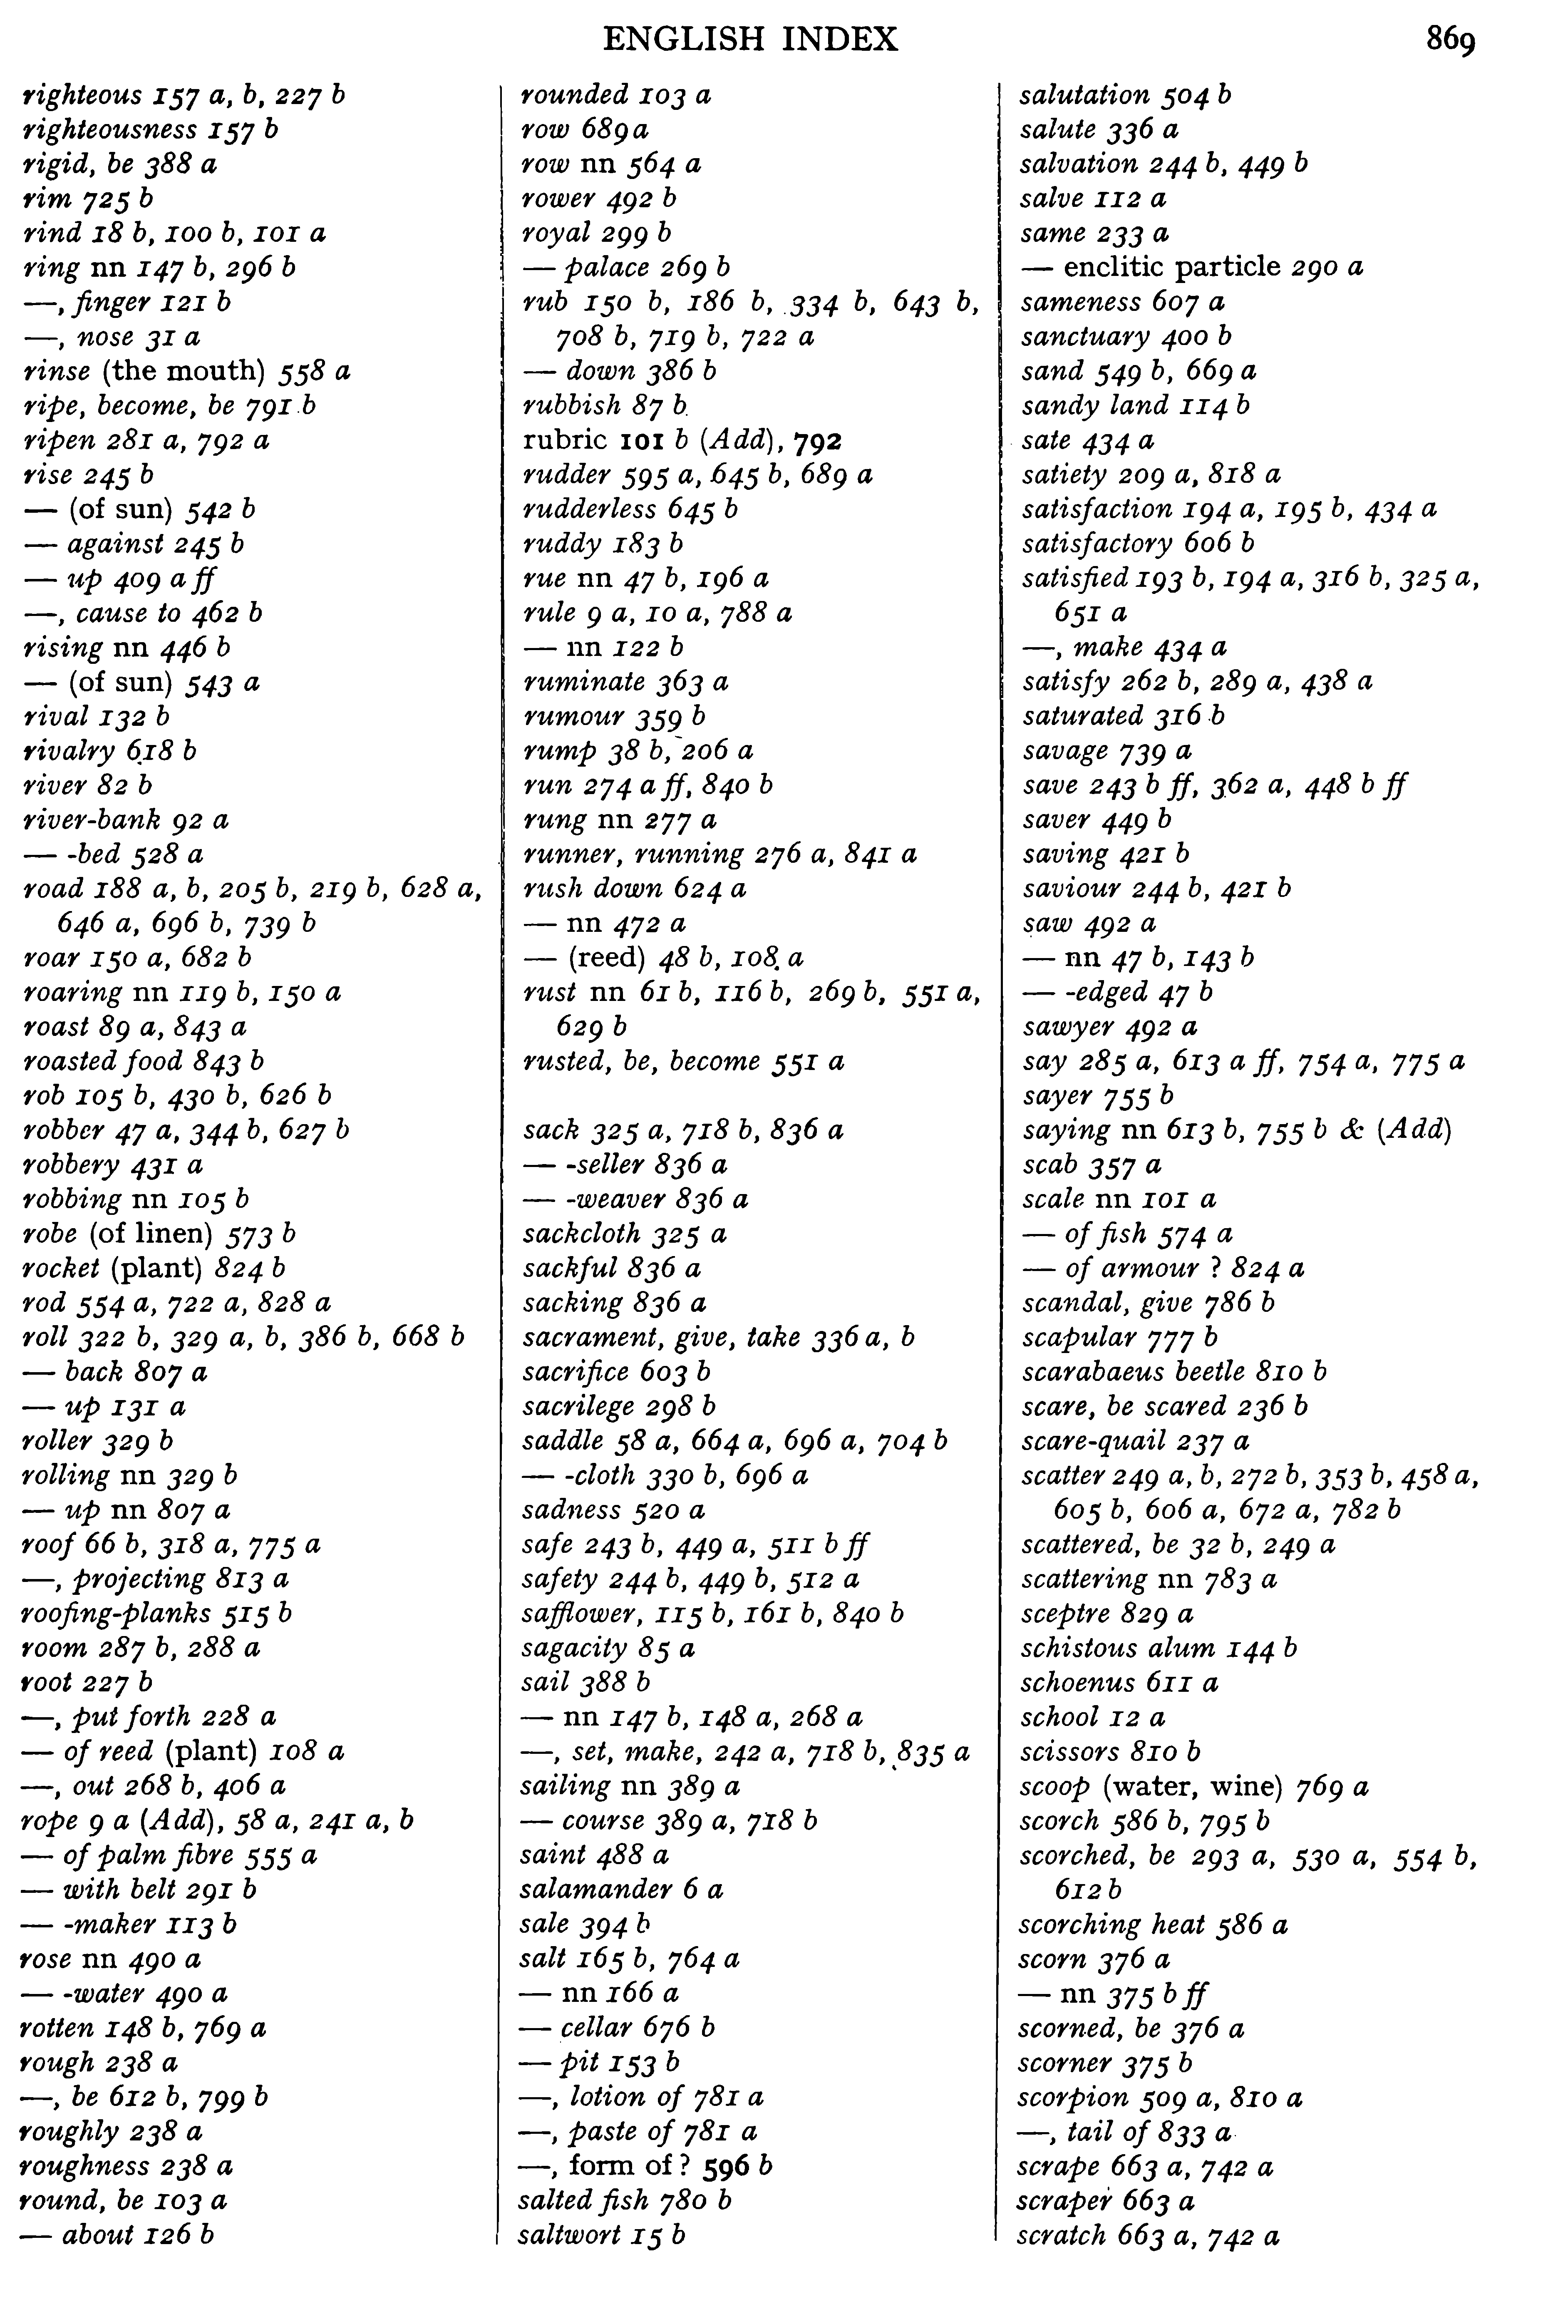 ENGLISH INDEX
869
righteous 157 a, b, 227 b
righteousness 157 b
rigid, be 388 a
rim 725 b
rind 18 b, 100 b, 101 a
ring nn 147 b, 296 b
—, finger 121 b
—, nose 31 a
rinse (the mouth) 558 a
ripe, become, be 791 b
ripen 281 a, 792 a
rise 245 b
— (of sun) 542 b
— against 245 b
— up 409 a ff
—, cause to 462 b
rising nn 446 b
— (of sun) 543 a
rival 132 b
rivalry 618 b
river 82 b
river-bank 92 a
— -bed 528 a
road 188 a, b, 205 b, 219 b, 628 a,
646 a, 696 b, 739 b
roar 150 a, 682 b
roaring nn 119 b, 150 a
roast 89 a, 843 a
roasted food 843 b
rob 105 b, 430 b, 626 b
robber 47 a, 344 b, 627 b
robbery 431 a
robbing nn 105 b
robe (of linen) 573 b
rocket (plant) 824 b
rod 554 a, 722 a, 828 a
roll 322 b, 329 a, b, 386 b, 668 b
— back 807 a
— up 131 a
roller 329 b
rolling nn 329 b
— up nn 807 a
roof 66 b, 318 a, 775 a
—, projecting 813 a
roofing-planks 515 b
room 287 b, 288 a
root 227 b
—, put forth 228 a
— of reed (plant) 108 a
—, out 268 b, 406 a
rope 9 a (Add), 58 a, 241 a, b
— of palm fibre 555 a
— with belt 291 b
— -maker 113 b
rose nn 490 a
— -water 490 a
rotten 148 b, 769 a
rough 238 a
—, be 612 b, 799 b
roughly 238 a
roughness 238 a
round, be 103 a
— about 126 b
rounded 103 a
row 689 a
row nn 564 a
rower 492 b
royal 299 b
— palace 269 b
rub 150 b, 186 b, 334 b, 643 b,
708 b, 719 b, 722 a
— down 386 b
rubbish 87 b
rubric 101 b (Add), 792
rudder 595 a, 645 b, 689 a
rudderless 645 b
ruddy 183 b
rue nn 47 b, 196 a
rule 9 a, 10 a, 788 a
— nn 122 b
ruminate 363 a
rumour 359 b
rump 38 b, 206 a
run 274 a ff, 840 b
rung nn 277 a
runner, running 276 a, 841 a
rush down 624 a
— nn 472 a
— (reed) 48 b, 108 a
rust nn 61 b, 116 b, 269 b, 551 a,
629 b
rusted, be, become 551 a
sack 325 a, 718 b, 836 a
— -seller 836 a
— -weaver 836 a
sackcloth 325 a
sackful 836 a
sacking 836 a
sacrament, give, take 336 a, b
sacrifice 603 b
sacrilege 298 b
saddle 58 a, 664 a, 696 a, 704 b
— -cloth 330 b, 696 a
sadness 520 a
safe 243 b, 449 a, 511 b ff
safety 244 b, 449 b, 512 a
safflower, 115 b, 161 b, 840 b
sagacity 85 a
sail 388 b
— nn 147 b, 148 a, 268 a
—, set, make, 242 a, 718 b, 835 a
sailing nn 389 a
— course 389 a, 718 b
saint 488 a
salamander 6 a
sale 394 b
salt 165 b, 764 a
— nn 166 a
— cellar 676 b
— pit 153 b
—, lotion of 781 a
—, paste of 781 a
—, form of ? 596 b
salted fish 780 b
saltwort 15 b
salutation 504 b
salute 336 a
salvation 244 b, 449 b
salve 112 a
same 233 a
— enclitic particle 290 a
sameness 607 a
sanctuary 400 b
sand 549 b, 669 a
sandy land 114 b
sate 434 a
satiety 209 a, 818 a
satisfaction 194 a, 195 b, 434 a
satisfactory 606 b
satisfied 193 b, 194 a, 316 b, 325 a,
651 a
—, make 434 a
satisfy 262 b, 289 a, 438 a
saturated 316 b
savage 739 a
save 243 b ff, 362 a, 448 b ff
saver 449 b
saving 421 b
saviour 244 b, 421 b
saw 492 a
— nn 47 b, 143 b
— -edged 47 b
sawyer 492 a
say 285 a, 613 a ff, 754 a, 775 a
sayer 755 b
saying nn 613 b, 755 b & (Add)
scab 357 a
scale nn 101 a
— of fish 574 a
— of armour ? 824 a
scandal, give 786 b
scapular 777 b
scarabaeus beetle 810 b
scare, be scared 236 b
scare-quail 237 a
scatter 249 a, b, 272 b, 353 b, 458 a,
605 b, 606 a, 672 a, 782 b
scattered, be 32 b, 249 a
scattering nn 783 a
sceptre 829 a
schistous alum 144 b
schoenus 611 a
school 12 a
scissors 810 b
scoop (water, wine) 769 a
scorch 586 b, 795 b
scorched, be 293 a, 530 a, 554 b,
612 b
scorching heat 586 a
scorn 376 a
— nn 375 b ff
scorned, be 376 a
scorner 375 b
scorpion 509 a, 810 a
—, tail of 833 a
scrape 663 a, 742 a
scraper 663 a
scratch 663 a, 742 a